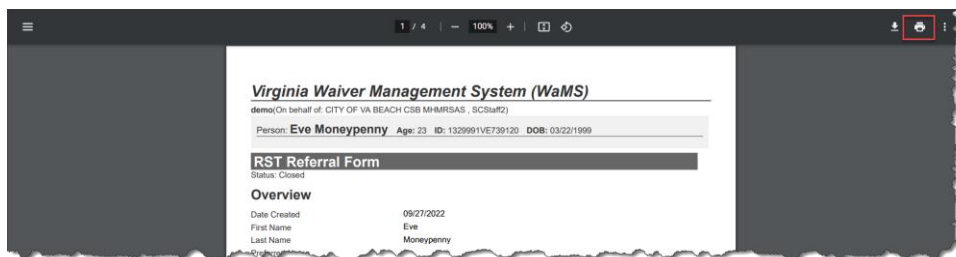 1 / 4 | − 100% + |
Virginia Waiver Management System (WaMS)
demo(On behalf of: CITY OF VA BEACH CSB MHMRSAS , SCStaff2)
Person: Eve Moneypenny Age: 23 ID: 1329991VE739120 DOB: 03/22/1999
RST Referral Form
Status: Closed
Overview
Date Created 09/27/2022
First Name Eve
Last Name Moneypenny